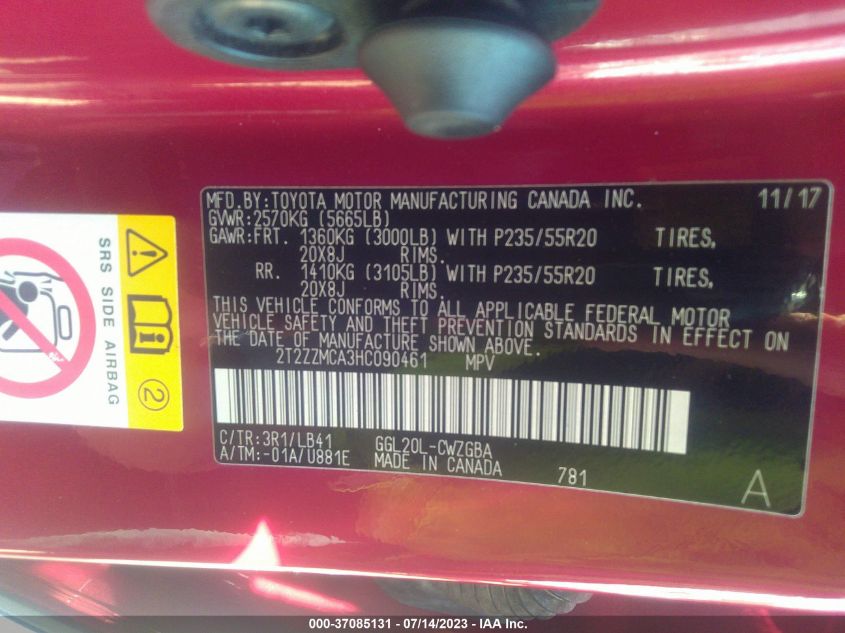 MFD.BY:TOYOTA MOTOR MANUFACTURING CANADA INC. 11/17
GVWR:2570KG (5665LB)
GAWR:FRT. 1360KG (3000LB) WITH P235/55R20 TIRES,
20X8J RIMS.
RR. 1410KG (3105LB) WITH P235/55R20 TIRES,
20X8J RIMS.
THIS VEHICLE CONFORMS TO ALL APPLICABLE FEDERAL MOTOR
VEHICLE SAFETY AND THEFT PREVENTION STANDARDS IN EFFECT ON
THE DATE OF MANUFACTURE SHOWN ABOVE.
2T2ZZMCA3HC090461 MPV
C/TR:3R1/LB41 GGL20L-CWZGBA
A/TM:-01A/U881E MADE IN CANADA 781 A
SRS SIDE AIRBAG
2
000-37085131 - 07/14/2023 - IAA Inc.